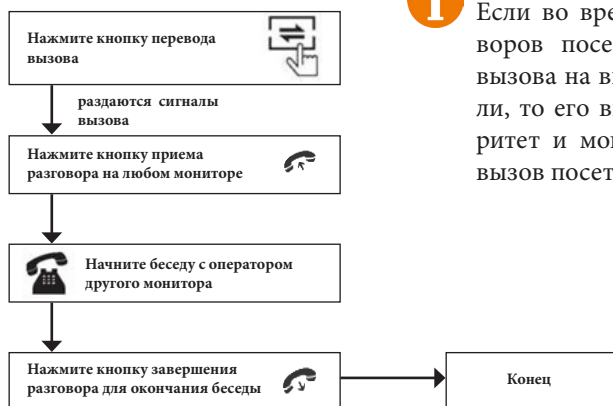 Нажмите кнопку перевода
вызова
раздаются сигналы
вызова
Нажмите кнопку приема
разговора на любом мониторе
Начните беседу с оператором
другого монитора
Нажмите кнопку завершения
разговора для окончания беседы
Конец
Если во вре
воров посе
вызова на в
ли, то его в
ритет и мо
вызов посет